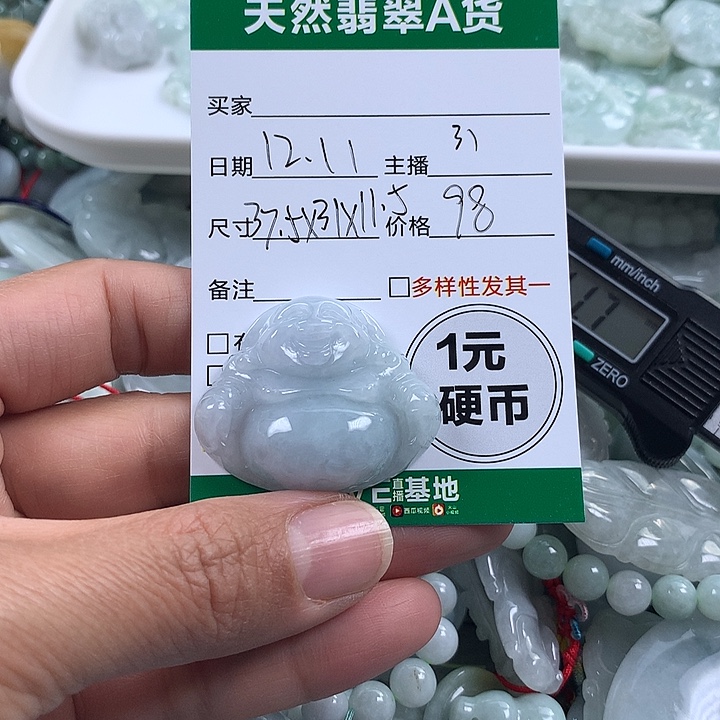 天然翡翠A货
买家
日期 12.11 主播 31
尺寸 37.5X31X11.5 价格 98
备注 □多样性发其一
□
1元
硬币
直播基地
mm/inch
ZERO